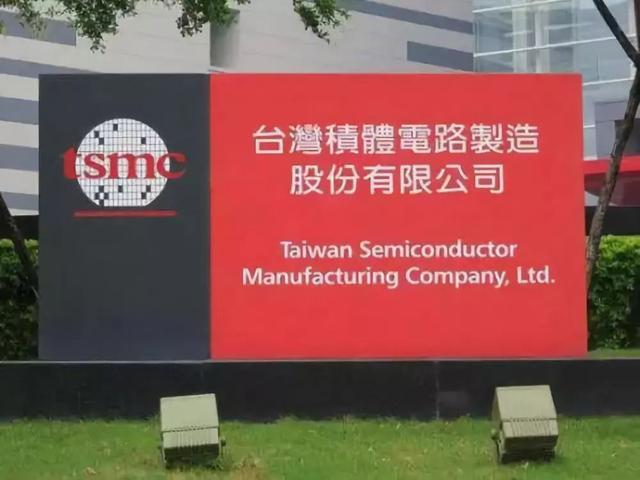 tsmc
台灣積體電路製造
股份有限公司
Taiwan Semiconductor
Manufacturing Company, Ltd.